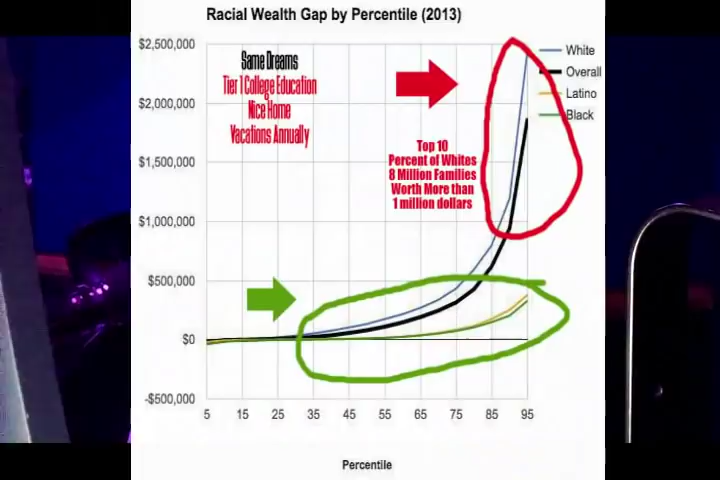 Racial Wealth Gap by Percentile (2013)
$2,500,000
$2,000,000
$1,500,000
$1,000,000
$500,000
$0
-$500,000
Same Dreams
Tier 1 College Education
Nice Home
Vacations Annually
Top 10
Percent of Whites
8 Million Families
Worth More than
1 million dollars
White
Overall
Latino
Black
5 15 25 35 45 55 65 75 85 95
Percentile